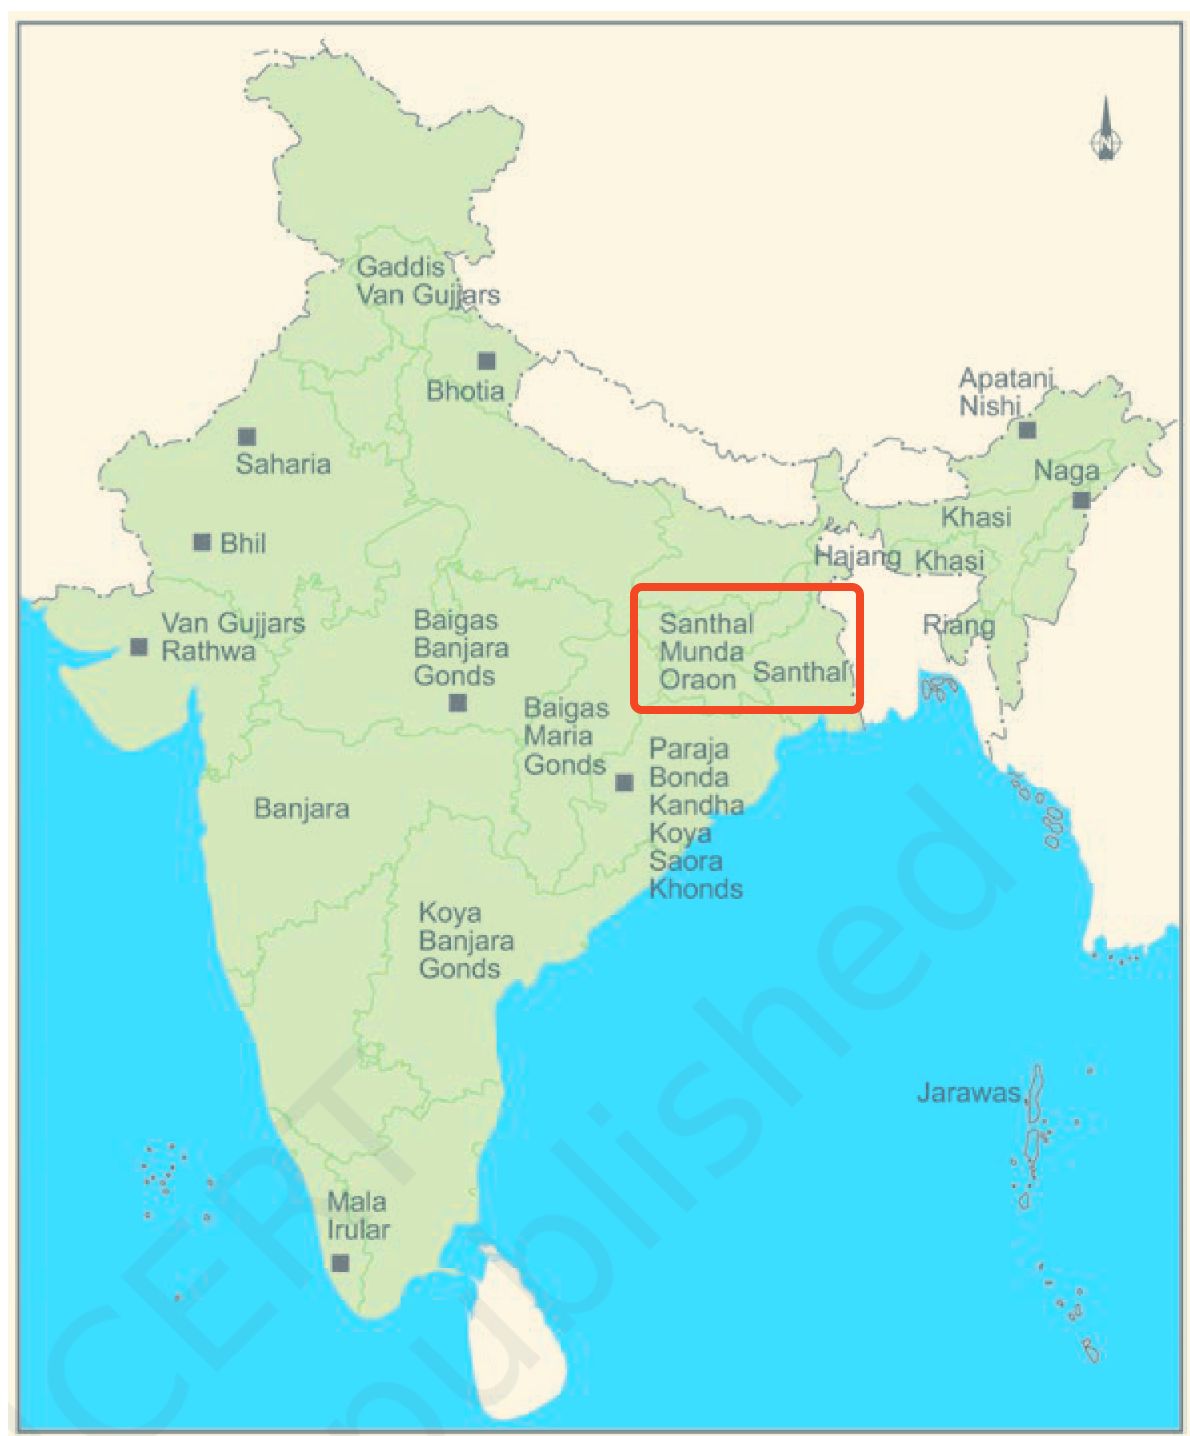 Gaddis
Van Gujjars
Bhotia
Apatani
Nishi
Saharia
Naga
Khasi
Bhil
Hajang
Khasi
Van Gujjars
Rathwa
Baigas
Banjara
Gonds
Santhal
Munda
Oraon
Santhal
Riang
Baigas
Maria
Gonds
Paraja
Bonda
Kandha
Koya
Saora
Khonds
Banjara
Koya
Banjara
Gonds
Jarawas
Mala
Irular
N